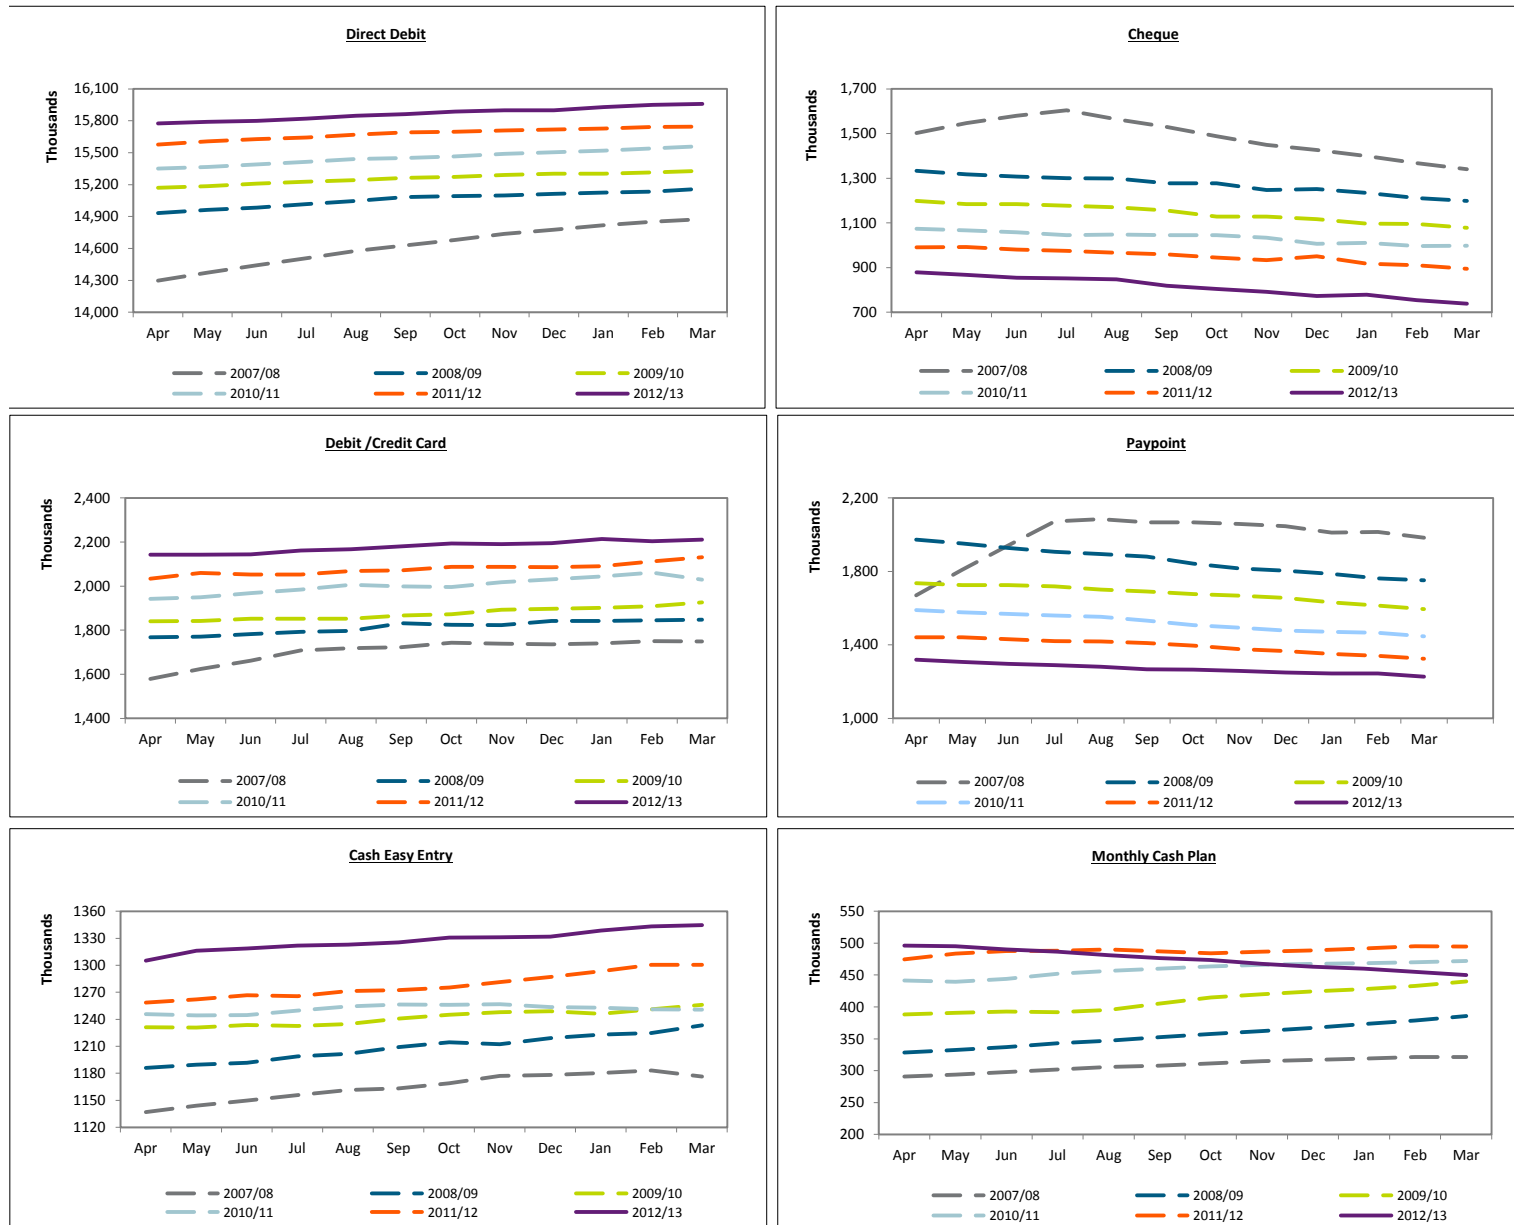 Direct Debit
Thousands
16,100
15,800
15,500
15,200
14,900
14,600
14,300
14,000
Apr May Jun Jul Aug Sep Oct Nov Dec Jan Feb Mar
2007/08 2008/09 2009/10
2010/11 2011/12 2012/13
Cheque
Thousands
1,700
1,500
1,300
1,100
900
700
Apr May Jun Jul Aug Sep Oct Nov Dec Jan Feb Mar
2007/08 2008/09 2009/10
2010/11 2011/12 2012/13
Debit /Credit Card
Thousands
2,400
2,200
2,000
1,800
1,600
1,400
Apr May Jun Jul Aug Sep Oct Nov Dec Jan Feb Mar
2007/08 2008/09 2009/10
2010/11 2011/12 2012/13
Paypoint
Thousands
2,200
1,800
1,400
1,000
Apr May Jun Jul Aug Sep Oct Nov Dec Jan Feb Mar
2007/08 2008/09 2009/10
2010/11 2011/12 2012/13
Cash Easy Entry
Thousands
1360
1330
1300
1270
1240
1210
1180
1150
1120
Apr May Jun Jul Aug Sep Oct Nov Dec Jan Feb Mar
2007/08 2008/09 2009/10
2010/11 2011/12 2012/13
Monthly Cash Plan
Thousands
550
500
450
400
350
300
250
200
Apr May Jun Jul Aug Sep Oct Nov Dec Jan Feb Mar
2007/08 2008/09 2009/10
2010/11 2011/12 2012/13